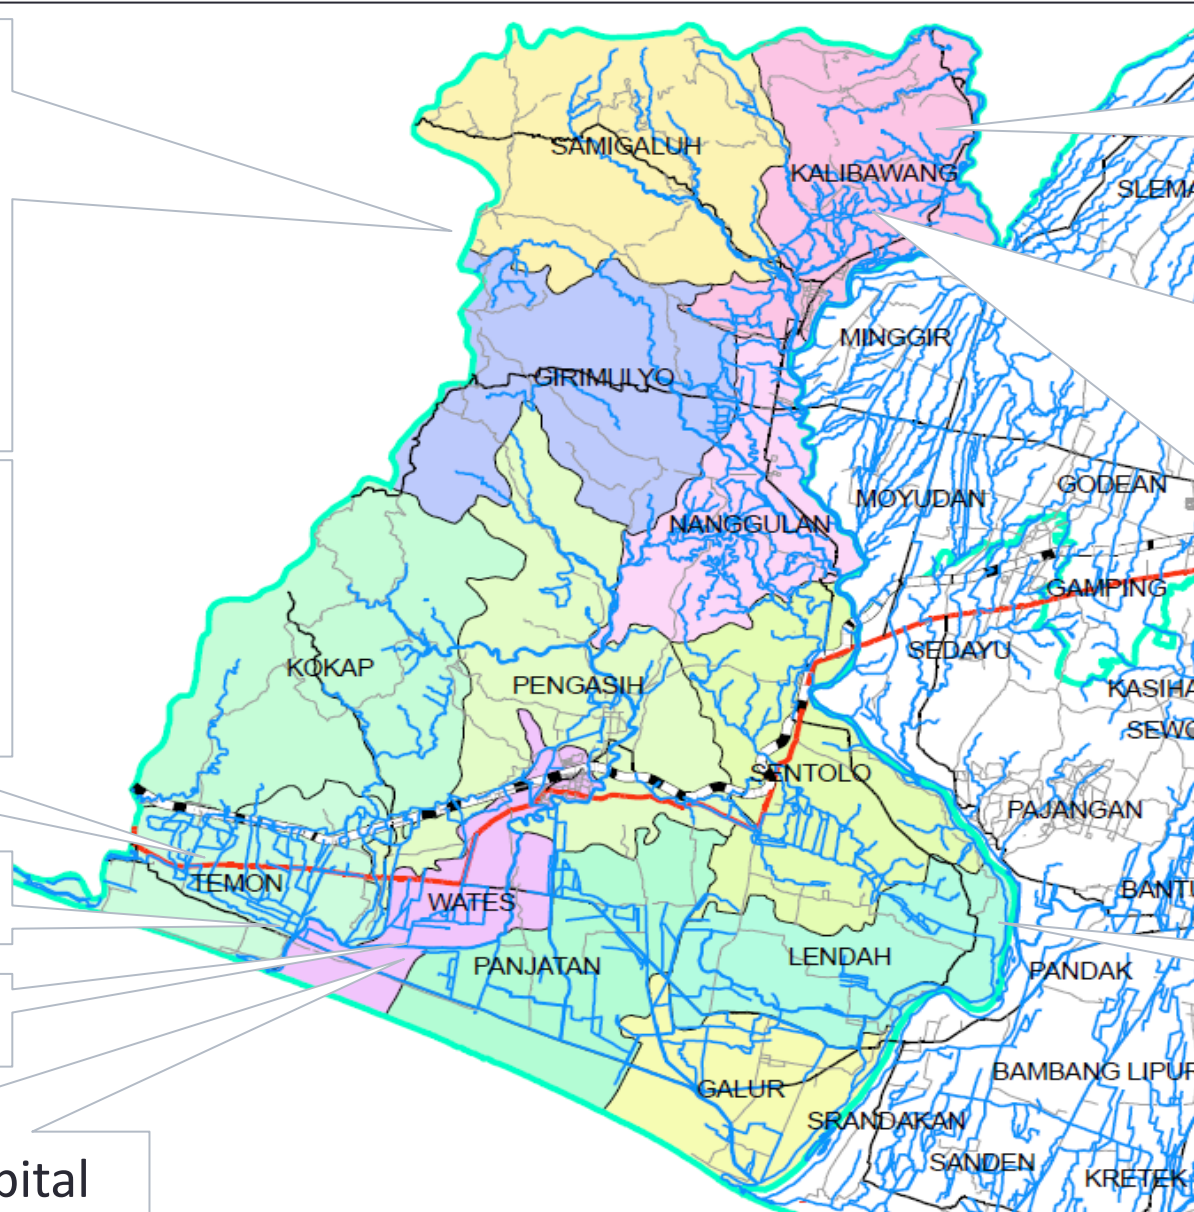 SAMIGALUH
KALIBAWANG
SLEMA
MINGGIR
GIRIMULYO
GODEAN
MOYUDAN
NANGGULAN
GAMPING
SEDAYU
KOKAP
PENGASIH
KASIHA
SEWO
SENTOLO
PAJANGAN
TEMON
BANTU
WATES
LENDAH
PANJATAN
PANDAK
BAMBANG LIPUR
GALUR
SRANDAKAN
SANDEN
KRETEK
pital